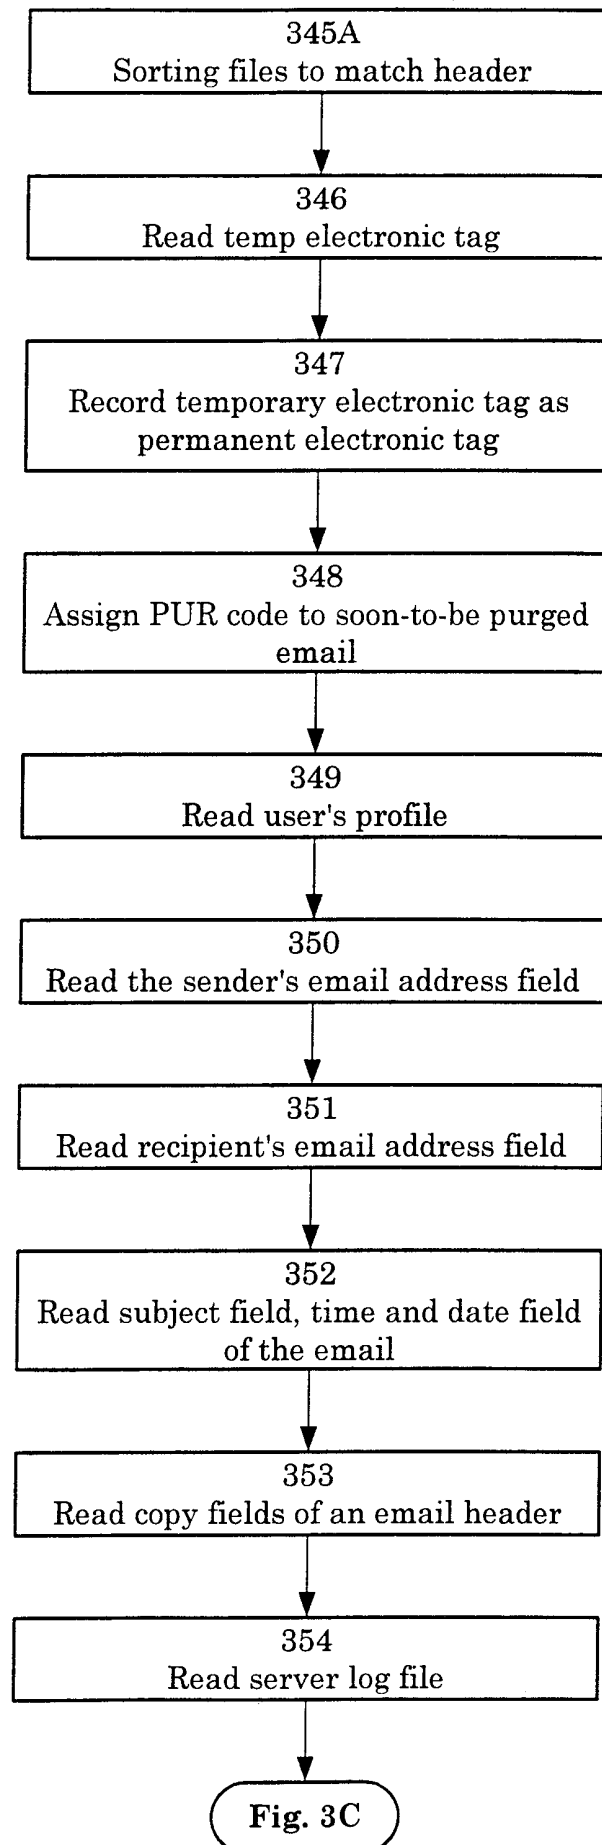 345A
Sorting files to match header
346
Read temp electronic tag
347
Record temporary electronic tag as
permanent electronic tag
348
Assign PUR code to soon-to-be purged
email
349
Read user's profile
350
Read the sender's email address field
351
Read recipient's email address field
352
Read subject field, time and date field
of the email
353
Read copy fields of an email header
354
Read server log file
Fig. 3C